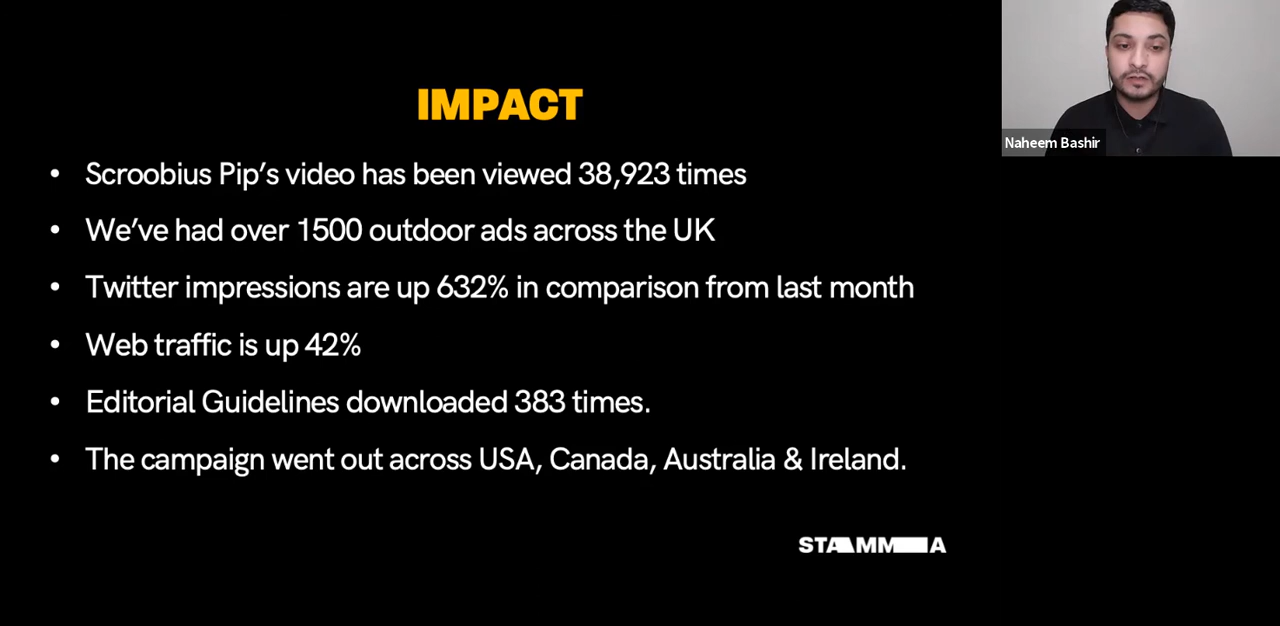 IMPACT
• Scroobius Pip’s video has been viewed 38,923 times
• We’ve had over 1500 outdoor ads across the UK
• Twitter impressions are up 632% in comparison from last month
• Web traffic is up 42%
• Editorial Guidelines downloaded 383 times.
• The campaign went out across USA, Canada, Australia & Ireland.
STAMMA
Naheem Bashir